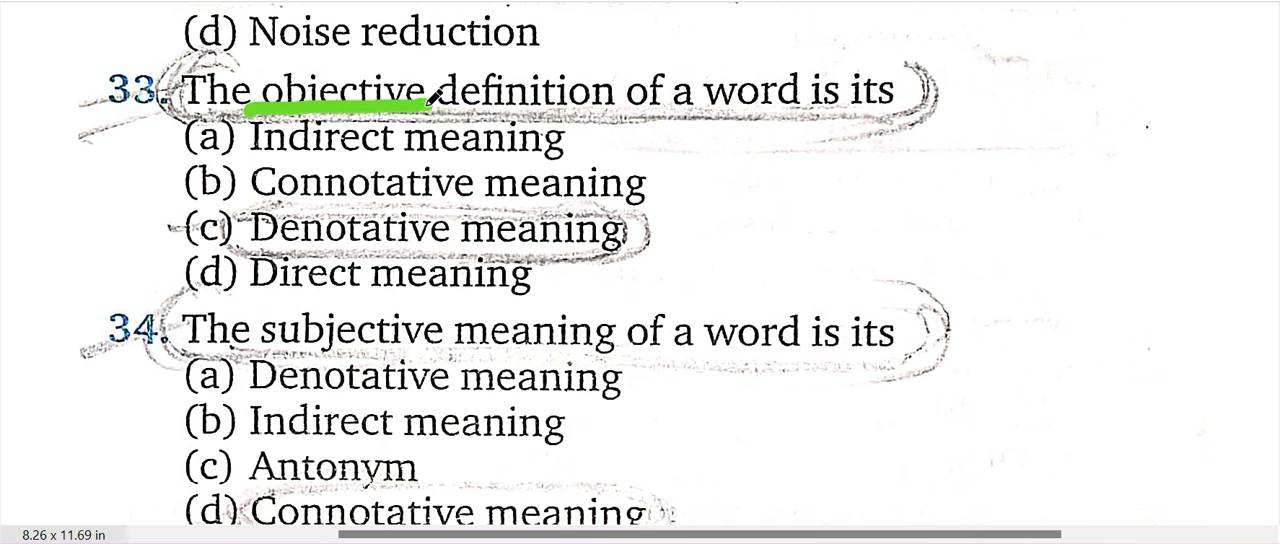 (d) Noise reduction
33. The objective definition of a word is its
(a) Indirect meaning
(b) Connotative meaning
(c) Denotative meaning
(d) Direct meaning
34. The subjective meaning of a word is its
(a) Denotative meaning
(b) Indirect meaning
(c) Antonym
(d) Connotative meaning
8.26 x 11.69 in